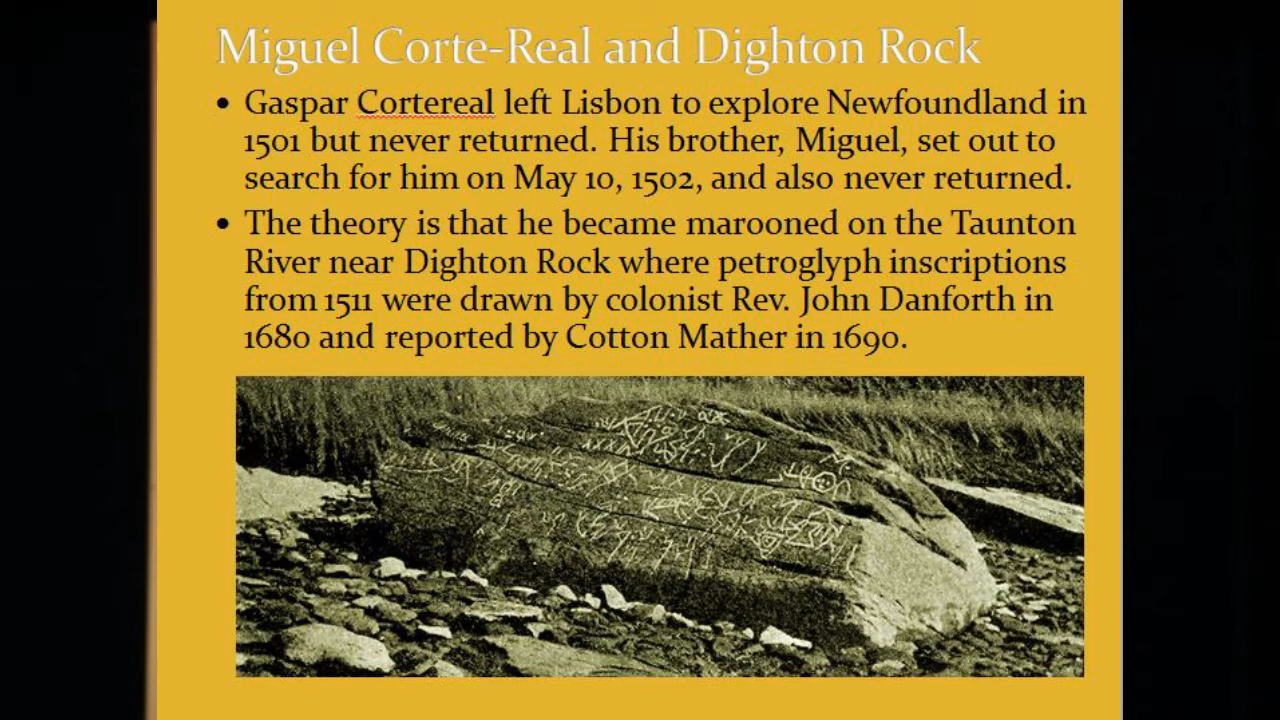 Miguel Corte-Real and Dighton Rock
• Gaspar Cortereal left Lisbon to explore Newfoundland in
1501 but never returned. His brother, Miguel, set out to
search for him on May 10, 1502, and also never returned.
• The theory is that he became marooned on the Taunton
River near Dighton Rock where petroglyph inscriptions
from 1511 were drawn by colonist Rev. John Danforth in
1680 and reported by Cotton Mather in 1690.